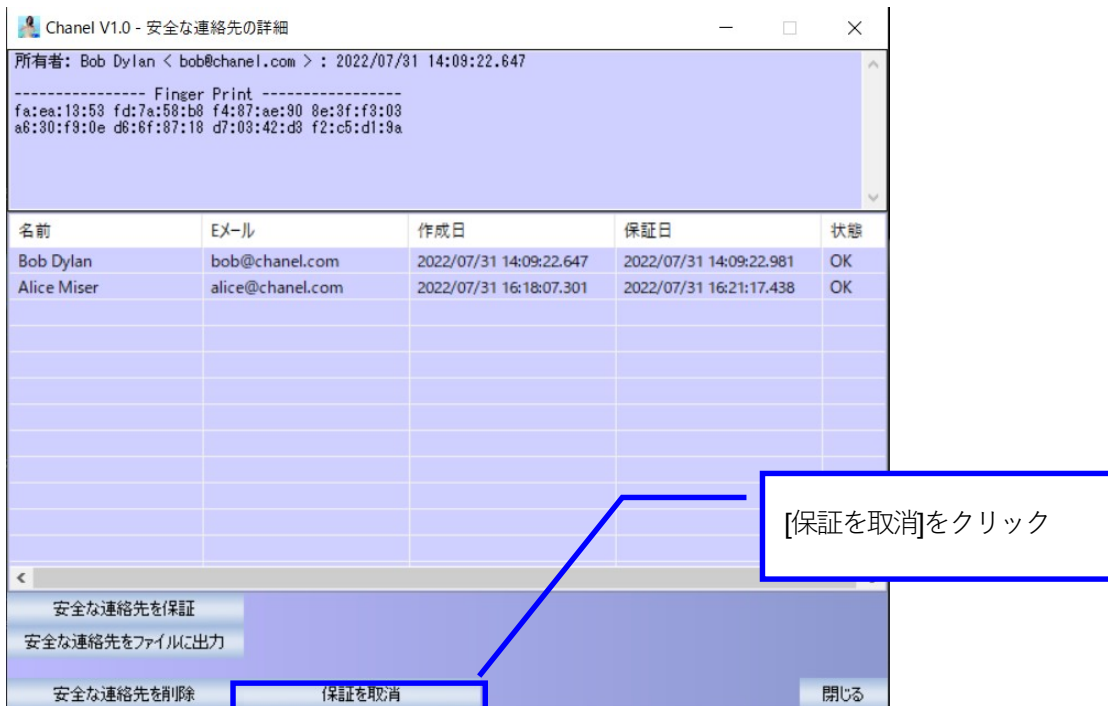 Chanel V1.0 - 安全な連絡先の詳細
所有者: Bob Dylan < bob@chanel.com > : 2022/07/31 14:09:22.647
---------------- Finger Print -----------------
fa:ea:13:53 fd:7a:58:b8 f4:87:ae:90 8e:3f:f3:03
a6:30:f9:0e d6:6f:87:18 d7:03:42:d3 f2:c5:d1:9a
名前 Eメール 作成日 保証日 状態
Bob Dylan bob@chanel.com 2022/07/31 14:09:22.647 2022/07/31 14:09:22.981 OK
Alice Miser alice@chanel.com 2022/07/31 16:18:07.301 2022/07/31 16:21:17.438 OK
[保証を取消]をクリック
安全な連絡先を保証
安全な連絡先をファイルに出力
安全な連絡先を削除 保証を取消 閉じる